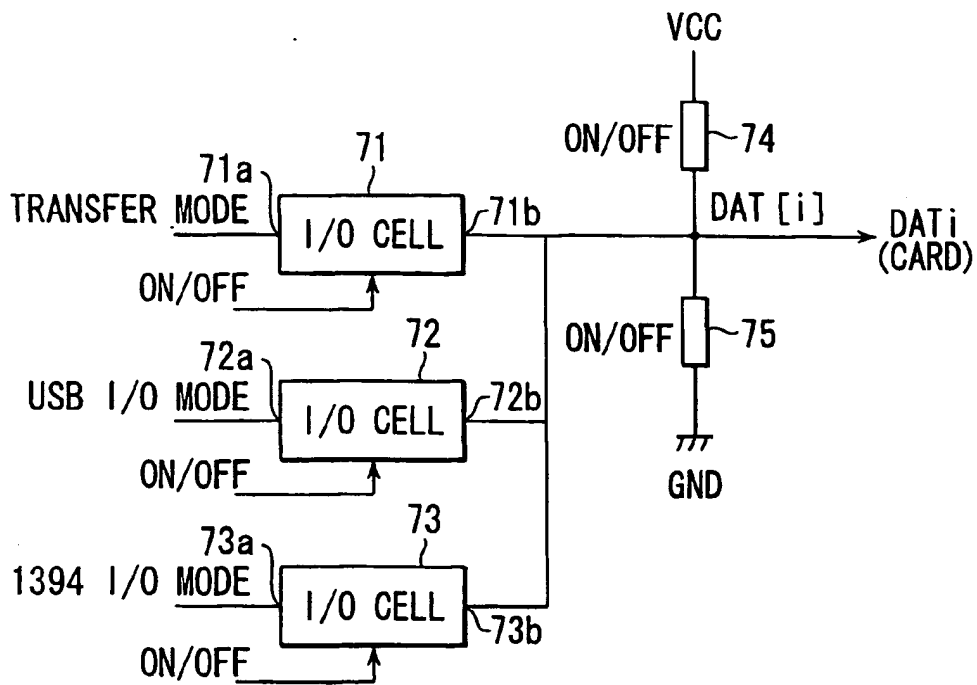 VCC
ON/OFF 74
71
71a
TRANSFER MODE
I/O CELL
71b
DAT [i]
DATi
(CARD)
ON/OFF
ON/OFF 75
72
72a
USB I/O MODE
I/O CELL
72b
ON/OFF
GND
73
73a
1394 I/O MODE
I/O CELL
73b
ON/OFF